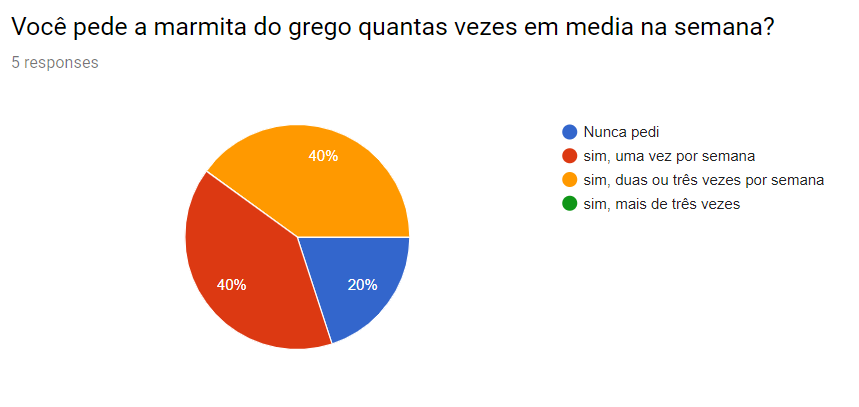 Você pede a marmita do grego quantas vezes em media na semana?
5 responses
40%
40%
20%
Nunca pedi
sim, uma vez por semana
sim, duas ou três vezes por semana
sim, mais de três vezes